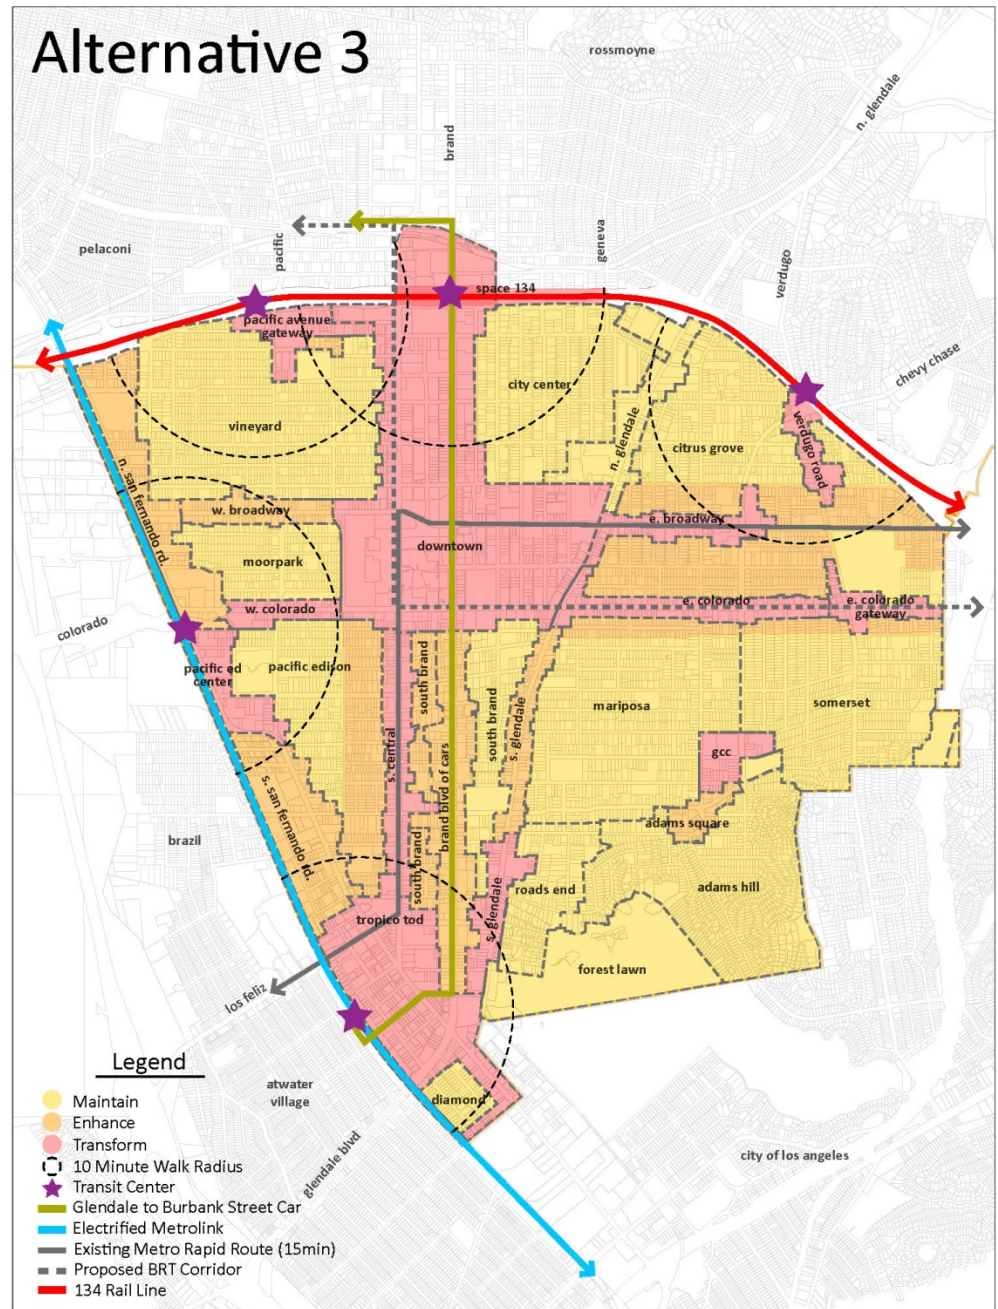 Alternative 3
rossmoyne
n. glendale
brand
pelaconi
pacific
geneva
verdugo
space 134
pacific avenue
gateway
chevy chase
city center
vineyard
n. glendale
citrus grove
verdugo road
n. san fernando rd.
w. broadway
e. broadway
downtown
moorpark
w. colorado
e. colorado
e. colorado
gateway
colorado
pacific ed
center
pacific edison
south brand
south brand
s. glendale
mariposa
somerset
s. central
brand blvd of cars
gcc
s. san fernando rd.
adams square
brazil
south brand
roads end
adams hill
s. glendale
tropico tod
forest lawn
los feliz
Legend
Maintain
Enhance
Transform
10 Minute Walk Radius
Transit Center
Glendale to Burbank Street Car
Electrified Metrolink
Existing Metro Rapid Route (15min)
Proposed BRT Corridor
134 Rail Line
atwater
village
diamond
glendale blvd
city of los angeles